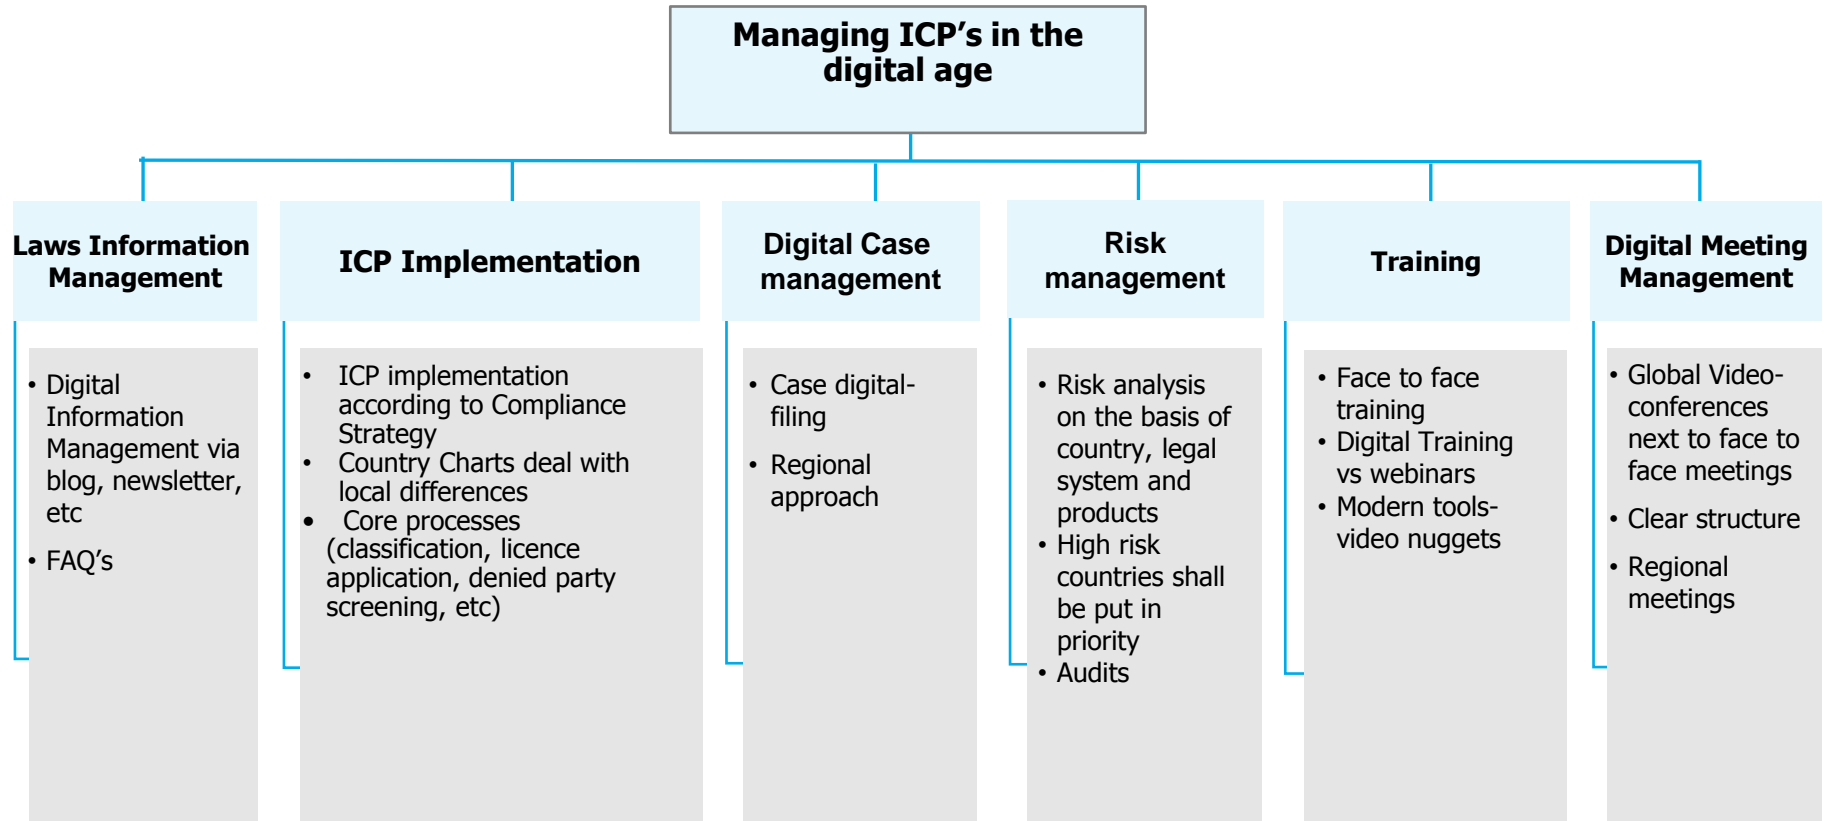 Managing ICP’s in the
digital age
Laws Information
Management
• Digital
Information
Management via
blog, newsletter,
etc
• FAQ’s
ICP Implementation
• ICP implementation
according to Compliance
Strategy
• Country Charts deal with
local differences
• Core processes
(classification, licence
application, denied party
screening, etc)
Digital Case
management
• Case digital-
filing
• Regional
approach
Risk
management
• Risk analysis
on the basis of
country, legal
system and
products
• High risk
countries shall
be put in
priority
• Audits
Training
• Face to face
training
• Digital Training
vs webinars
• Modern tools-
video nuggets
Digital Meeting
Management
• Global Video-
conferences
next to face to
face meetings
• Clear structure
• Regional
meetings